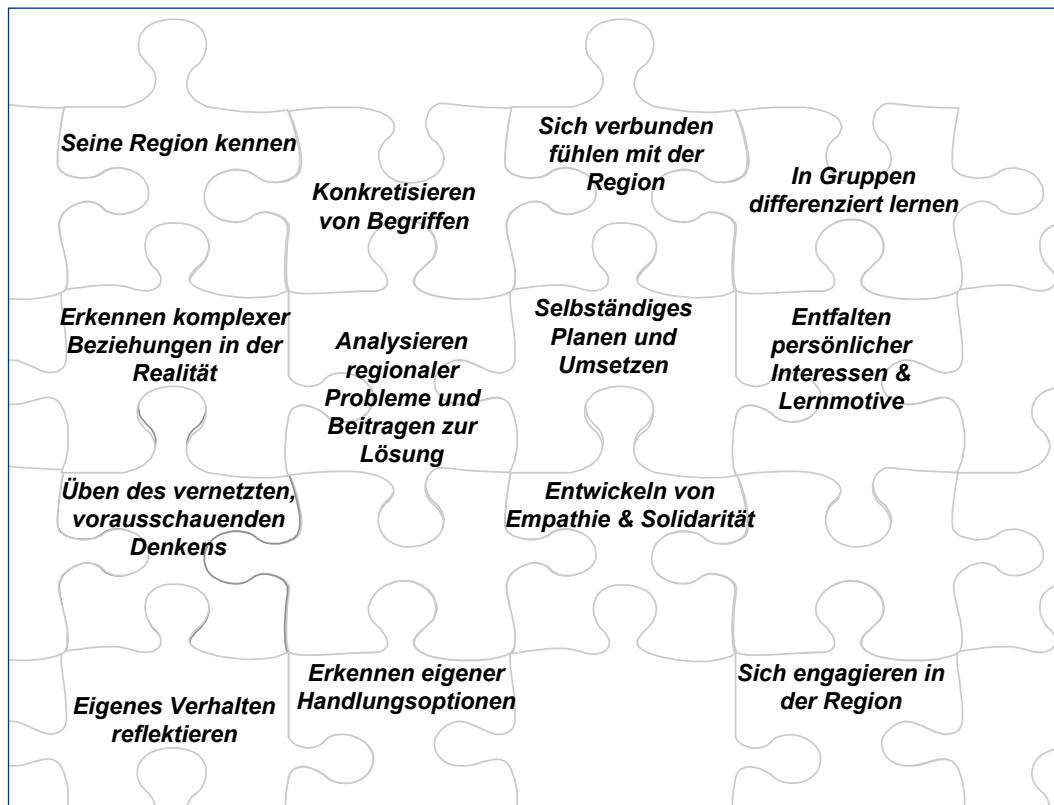 Seine Region kennen
Konkretisieren
von Begriffen
Sich verbunden
fühlen mit der
Region
In Gruppen
differenziert lernen
Erkennen komplexer
Beziehungen in der
Realität
Analysieren
regionaler
Probleme und
Beitragen zur
Lösung
Selbständiges
Planen und
Umsetzen
Entfalten
persönlicher
Interessen &
Lernmotive
Üben des vernetzten,
vorausschauenden
Denkens
Entwickeln von
Empathie & Solidarität
Eigenes Verhalten
reflektieren
Erkennen eigener
Handlungsoptionen
Sich engagieren in
der Region